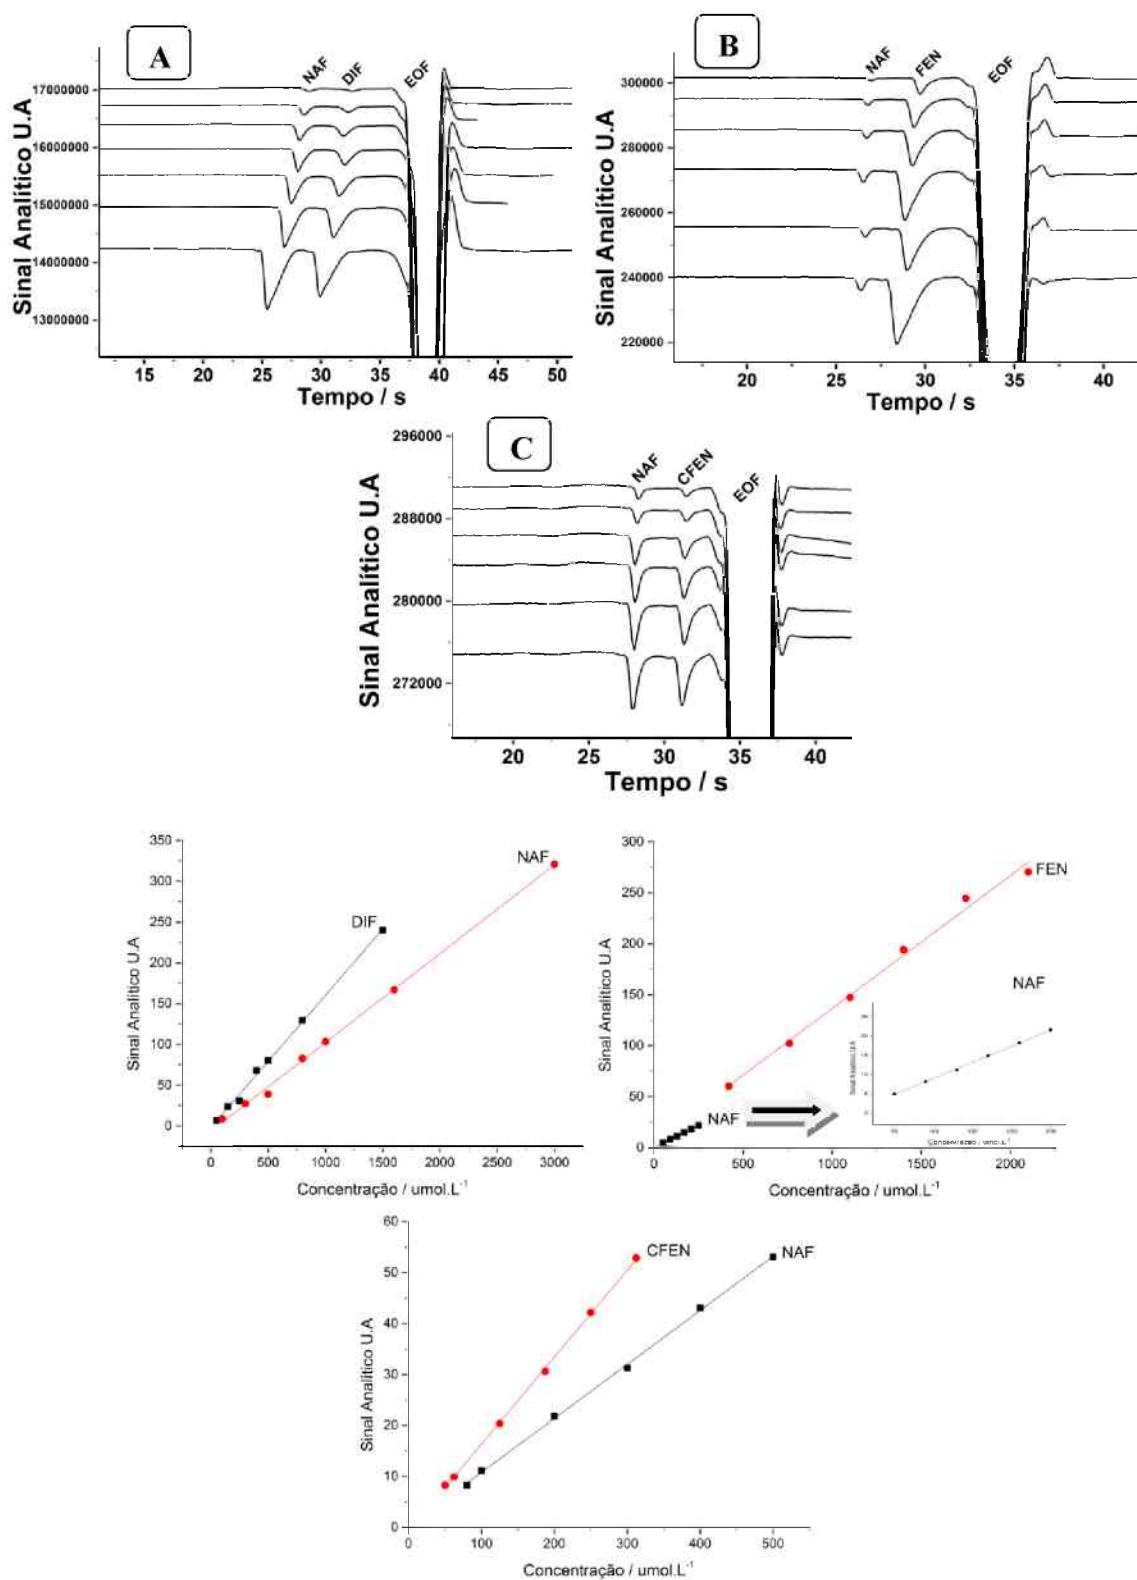 A
NAF DIF EOF
17000000
16000000
15000000
14000000
13000000
Sinal Analítico U.A
15 20 25 30 35 40 45 50
Tempo / s
B
NAF FEN EOF
300000
280000
260000
240000
220000
Sinal Analítico U.A
20 25 30 35 40
Tempo / s
C
NAF CFEN EOF
296000
288000
280000
272000
Sinal Analítico U.A
20 25 30 35 40
Tempo / s
350
300
250
200
150
100
50
0
Sinal Analítico U.A
NAF
DIF
0 500 1000 1500 2000 2500 3000
Concentração / umol.L-1
300
250
200
150
100
50
0
Sinal Analítico U.A
FEN
NAF
NAF
Sinal Analítico U.A
Concentração / umol.L-1
0 500 1000 1500 2000
Concentração / umol.L-1
60
50
40
30
20
10
0
Sinal Analítico U.A
CFEN
NAF
0 100 200 300 400 500
Concentração / umol.L-1